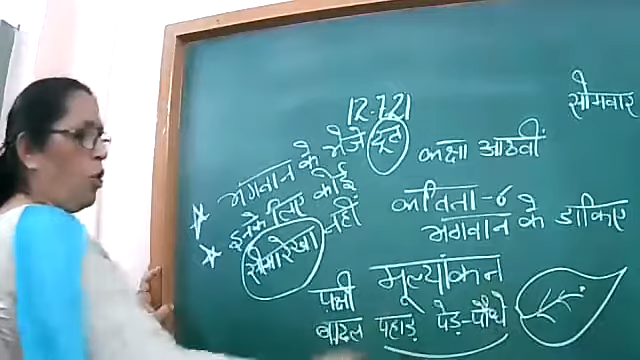 12.7.21
सोमवार
भगवान के भेजे दूत
कक्षा आठवीं
इनके लिए कोई
सीमारेखा नहीं
कविता-6
भगवान के डाकिए
मूल्यांकन
पक्षी
बादल पहाड़ पेड़-पौधे